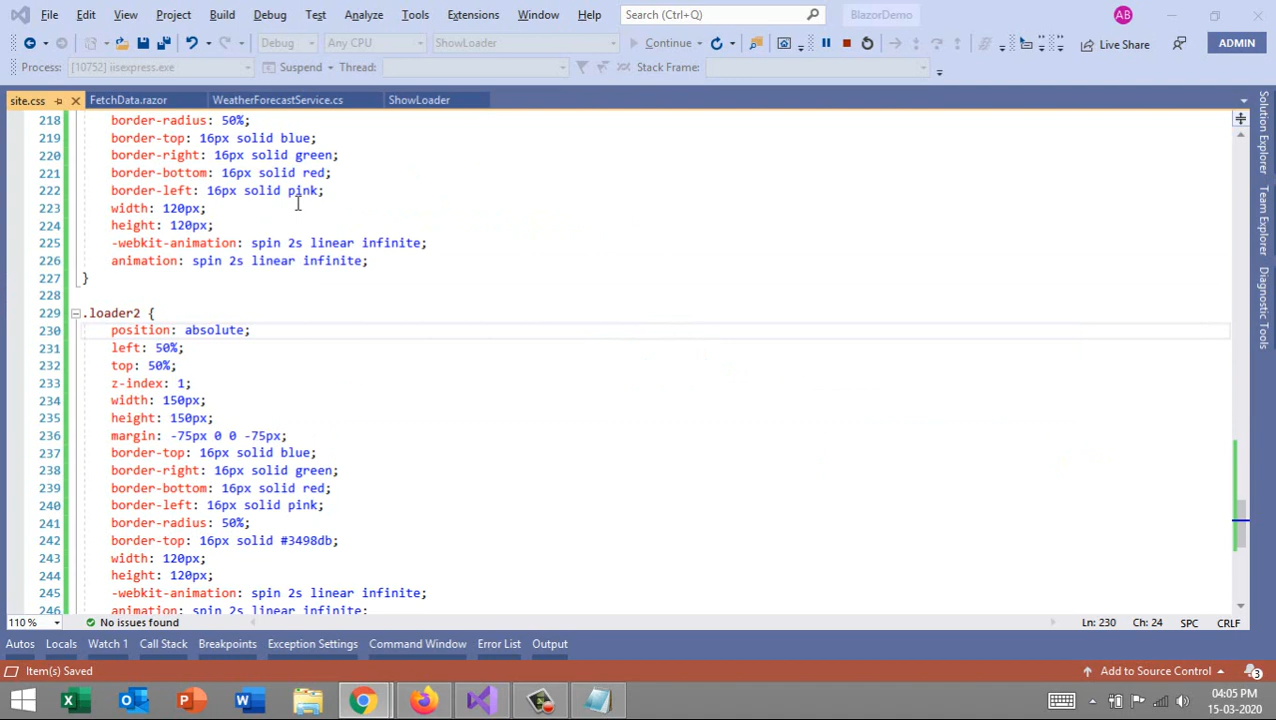 File Edit View Project Build Debug Test Analyze Tools Extensions Window Help Search (Ctrl+Q) BlazorDemo AB
Debug Any CPU ShowLoader Continue Live Share ADMIN
Process: [10752] iisexpress.exe Suspend Thread: Stack Frame:
site.css FetchData.razor WeatherForecastService.cs ShowLoader
218 border-radius: 50%;
219 border-top: 16px solid blue;
220 border-right: 16px solid green;
221 border-bottom: 16px solid red;
222 border-left: 16px solid pink;
223 width: 120px;
224 height: 120px;
225 -webkit-animation: spin 2s linear infinite;
226 animation: spin 2s linear infinite;
227 }
228
229 .loader2 {
230 position: absolute;
231 left: 50%;
232 top: 50%;
233 z-index: 1;
234 width: 150px;
235 height: 150px;
236 margin: -75px 0 0 -75px;
237 border-top: 16px solid blue;
238 border-right: 16px solid green;
239 border-bottom: 16px solid red;
240 border-left: 16px solid pink;
241 border-radius: 50%;
242 border-top: 16px solid #3498db;
243 width: 120px;
244 height: 120px;
245 -webkit-animation: spin 2s linear infinite;
246 animation: spin 2s linear infinite;
Solution Explorer
Team Explorer
Diagnostic Tools
110 % No issues found Ln: 230 Ch: 24 SPC CRLF
Autos Locals Watch 1 Call Stack Breakpoints Exception Settings Command Window Error List Output
Item(s) Saved Add to Source Control 3
04:05 PM
15-03-2020